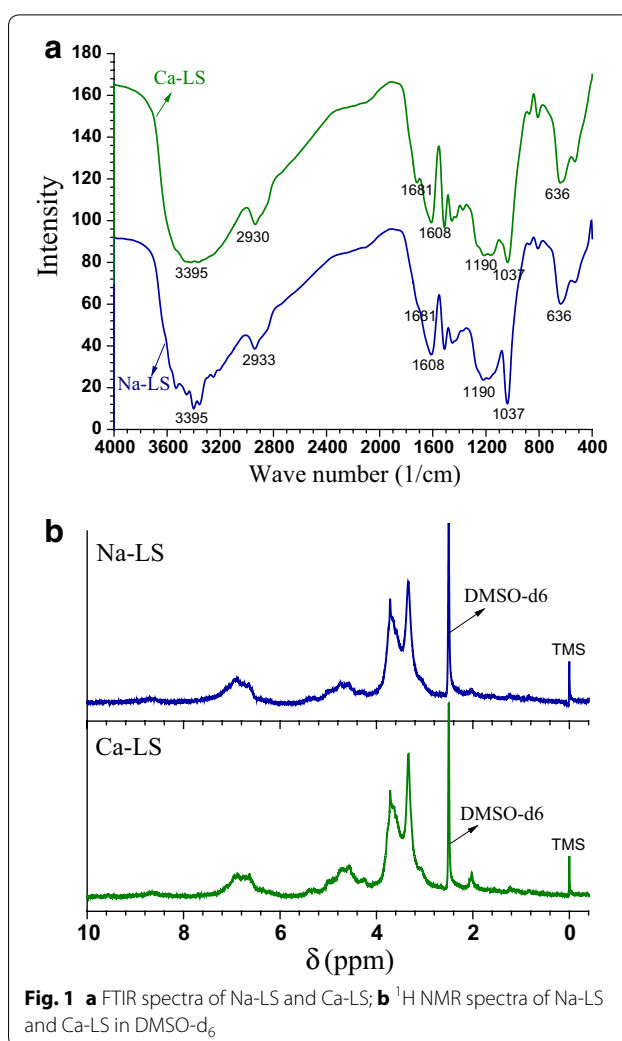 a
180
160
140
120
100
80
60
40
20
0
Intensity
Ca-LS
3395
2930
1681
1608
1190
1037
636
Na-LS
3395
2933
1681
1608
1190
1037
636
4000 3600 3200 2800 2400 2000 1600 1200 800 400
Wave number (1/cm)
b
Na-LS
DMSO-d6
TMS
Ca-LS
DMSO-d6
TMS
10 8 6 4 2 0
δ (ppm)
Fig. 1 a FTIR spectra of Na-LS and Ca-LS; b ¹H NMR spectra of Na-LS
and Ca-LS in DMSO-d₆